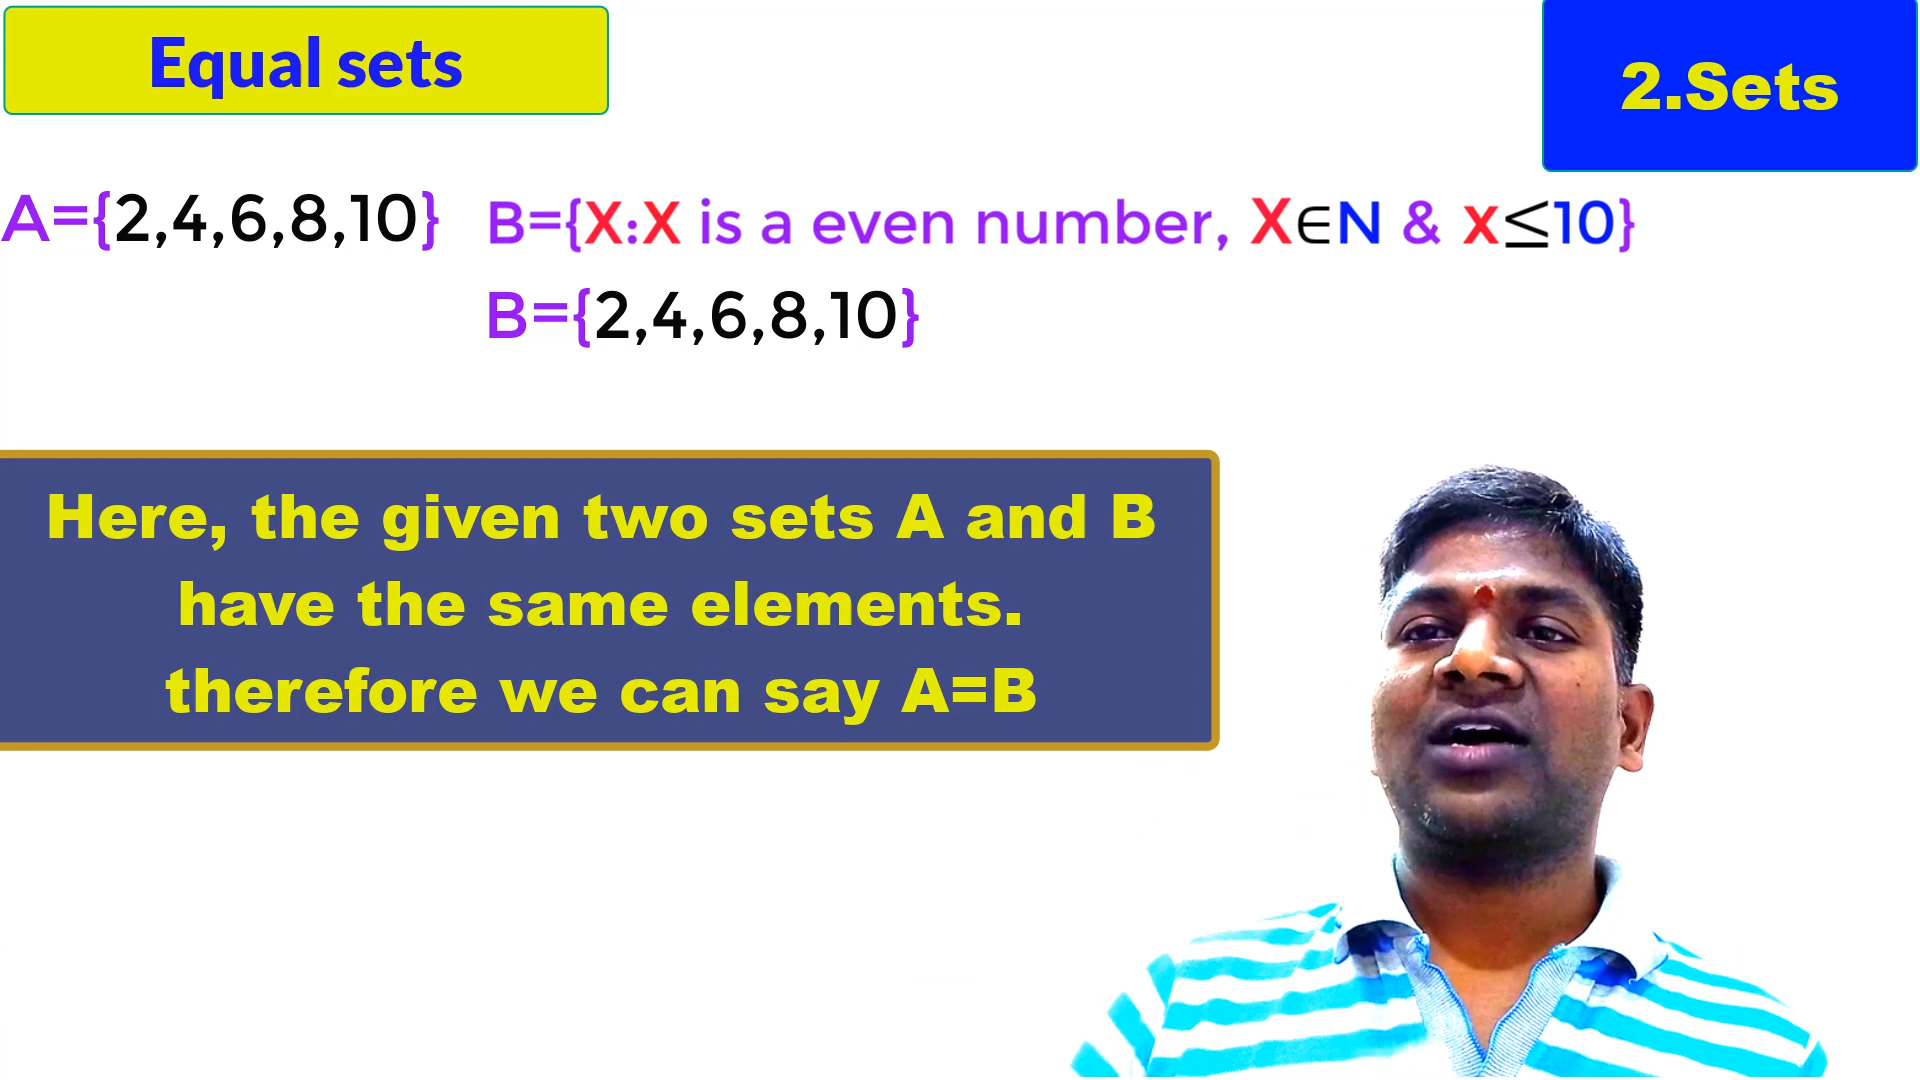 Equal sets
2.Sets
A={2,4,6,8,10}
B={X:X is a even number, X∈N & x≤10}
B={2,4,6,8,10}
Here, the given two sets A and B
have the same elements.
therefore we can say A=B